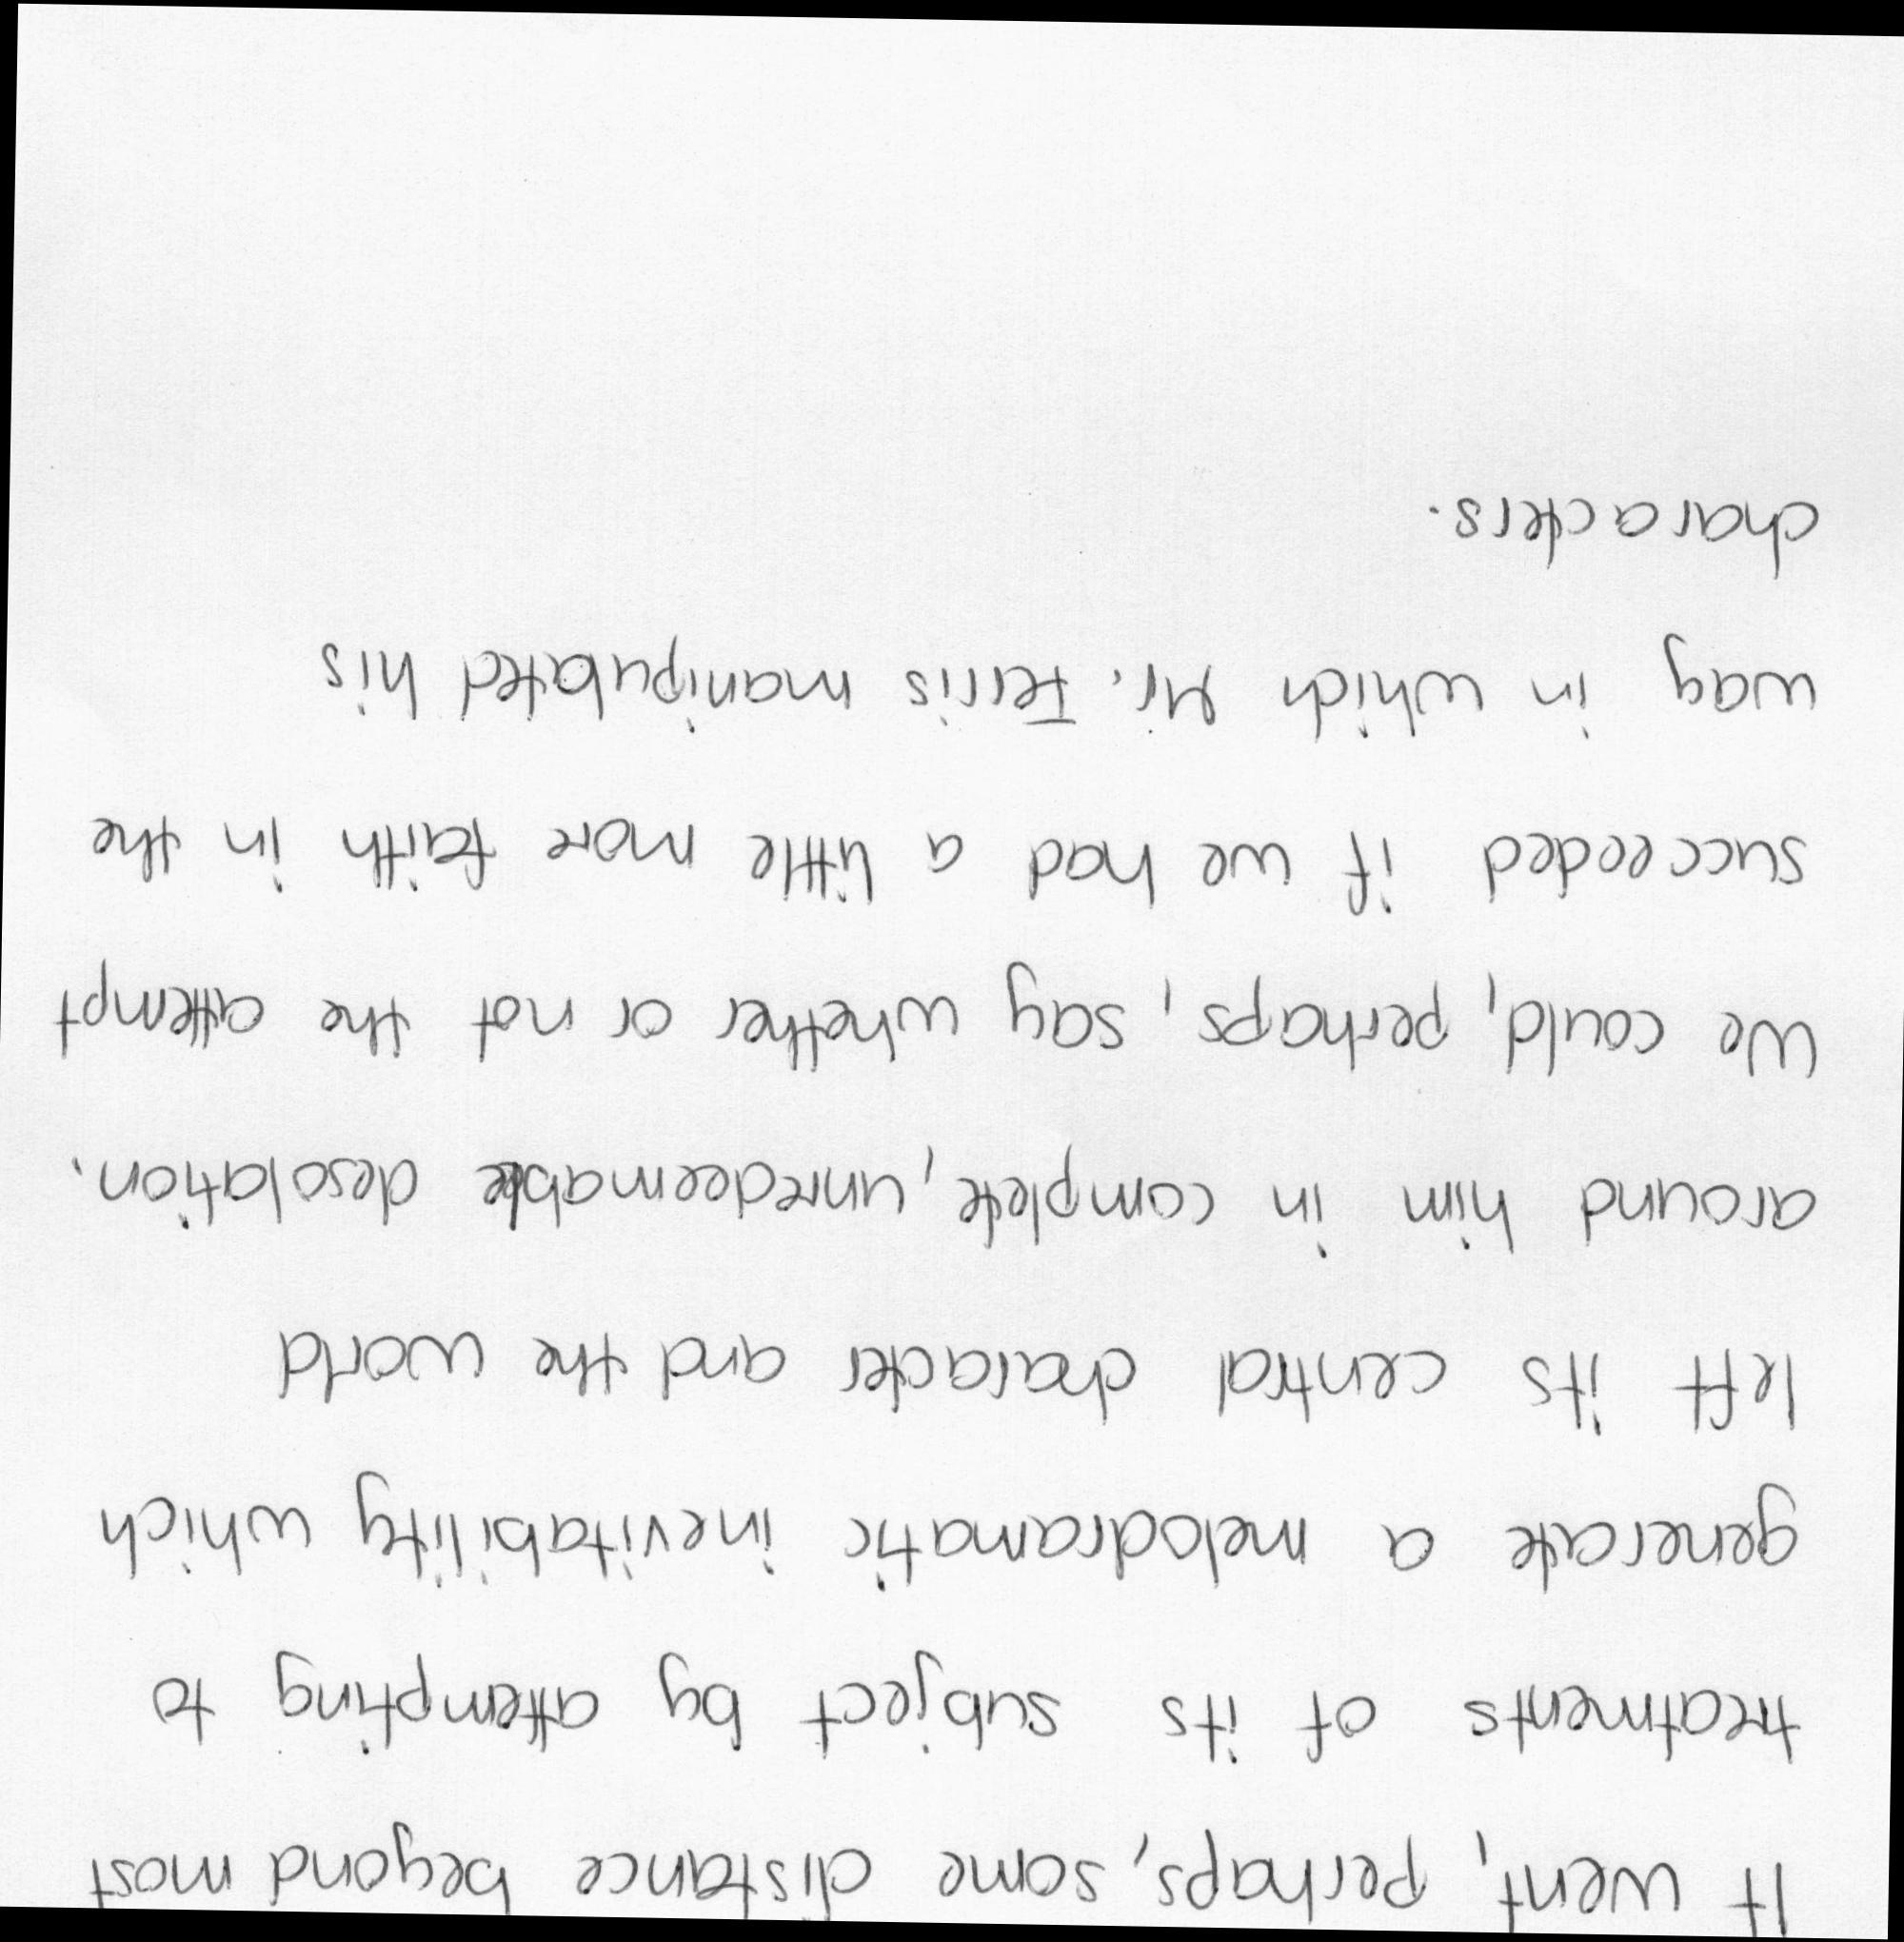 It went, perhaps, some distance beyond most
treatments of its subject by attempting to
generate a melodramatic inevitability which
left its central character and the world
around him in complete, unredeemable desolation.
We could, perhaps, say whether or not the attempt
succeeded if we had a little more faith in the
way in which Mr. Ferris manipulated his
characters.